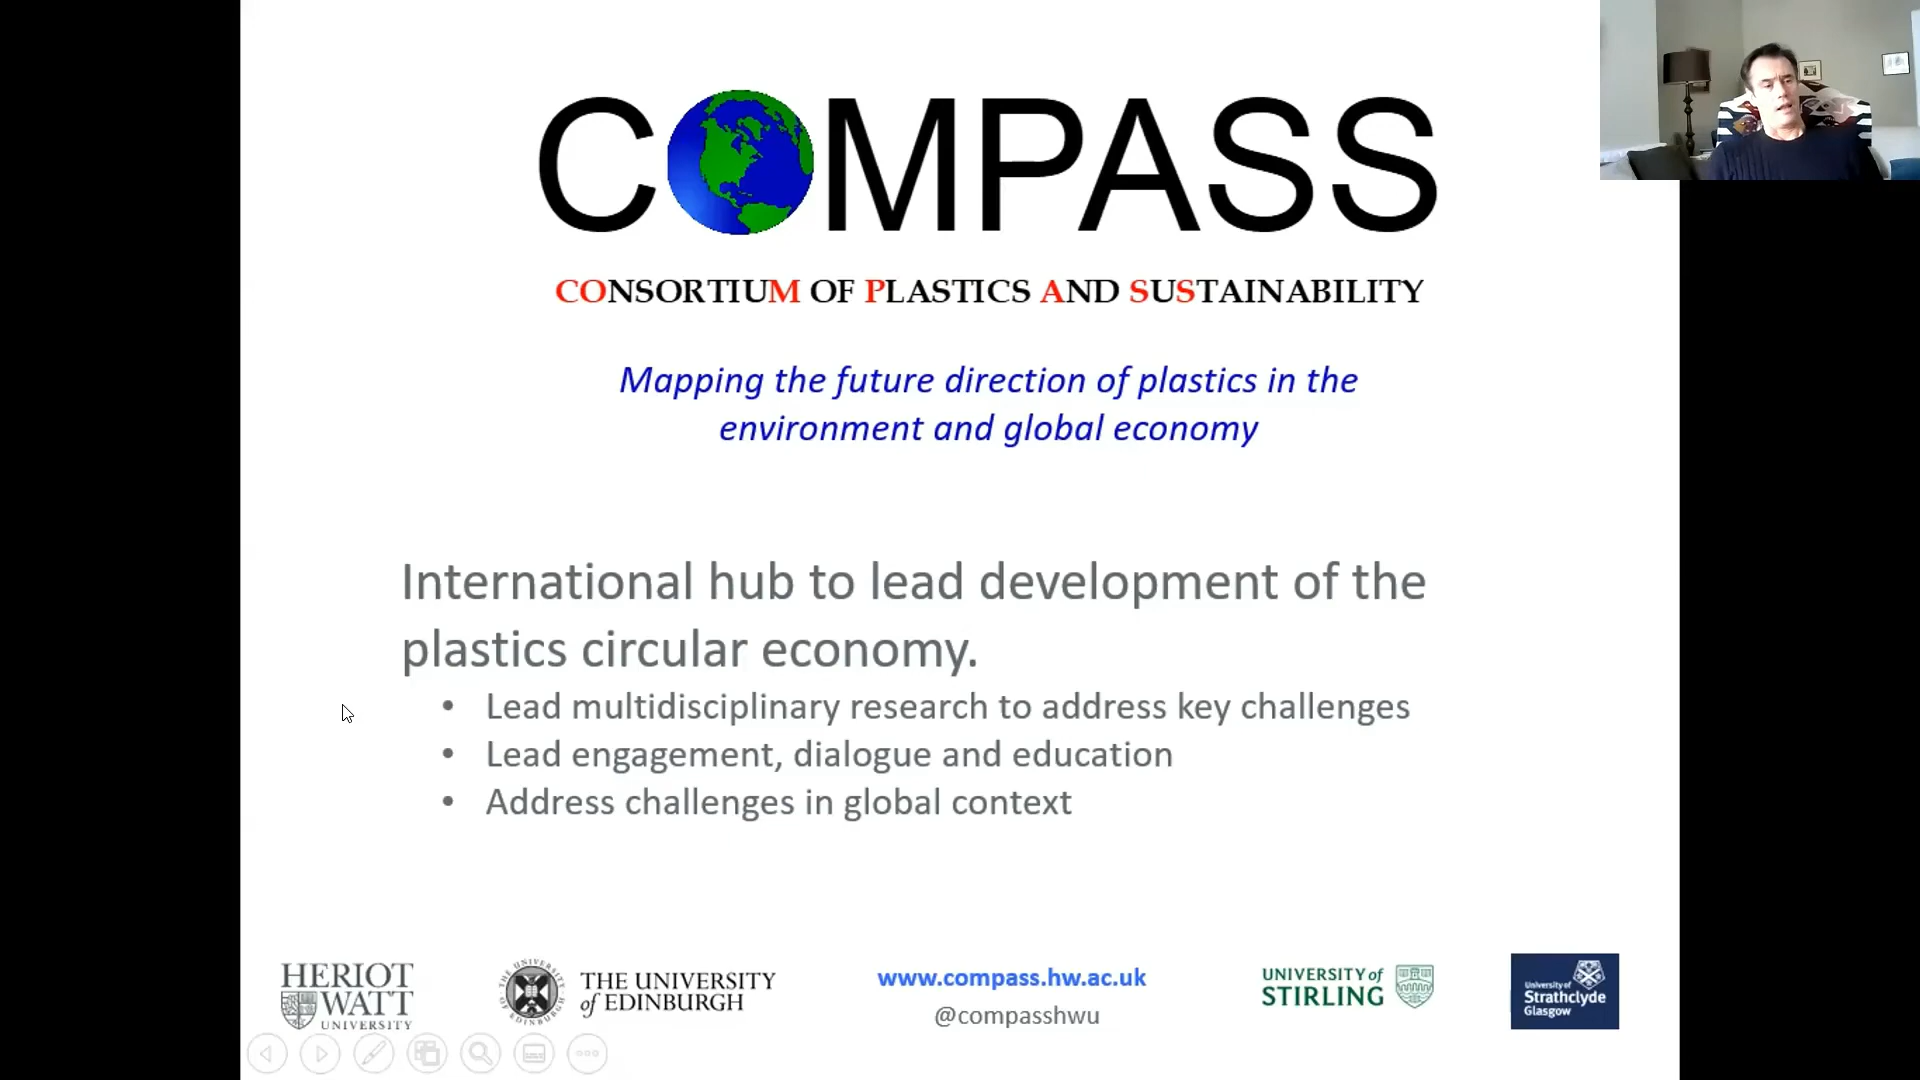 COMPASS
CONSORTIUM OF PLASTICS AND SUSTAINABILITY
Mapping the future direction of plastics in the
environment and global economy
International hub to lead development of the
plastics circular economy.
• Lead multidisciplinary research to address key challenges
• Lead engagement, dialogue and education
• Address challenges in global context
HERIOT
WATT
UNIVERSITY
THE UNIVERSITY
of EDINBURGH
www.compass.hw.ac.uk
@compasshwu
UNIVERSITY of
STIRLING
University of
Strathclyde
Glasgow